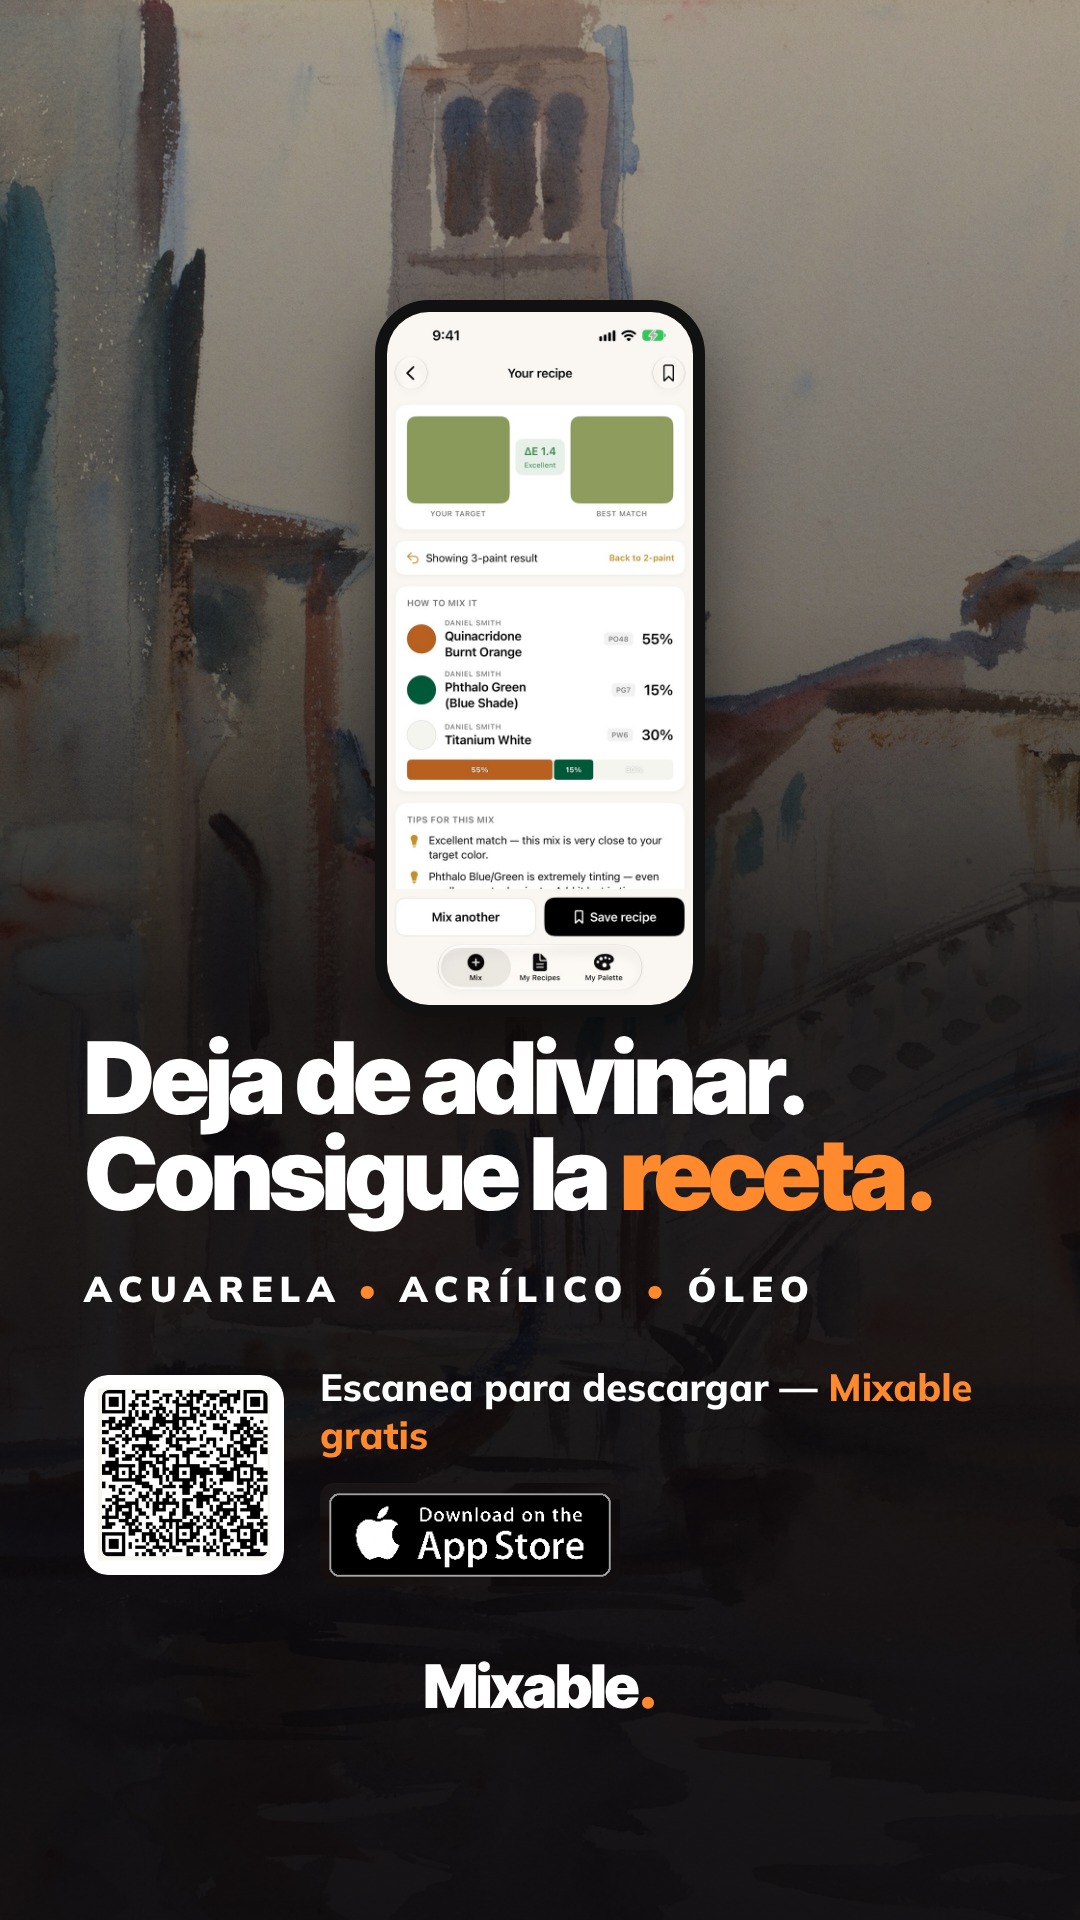 9:41
Your recipe
ΔE 1.4
Excellent
YOUR TARGET
BEST MATCH
Showing 3-paint result
Back to 2-paint
HOW TO MIX IT
DANIEL SMITH
Quinacridone
Burnt Orange
PO48
55%
DANIEL SMITH
Phthalo Green
(Blue Shade)
PG7
15%
DANIEL SMITH
Titanium White
PW6
30%
55%
15%
TIPS FOR THIS MIX
Excellent match — this mix is very close to your
target color.
Phthalo Blue/Green is extremely tinting — even
Mix another
Save recipe
Mix
My Recipes
My Palette
Deja de adivinar.
Consigue la receta.
ACUARELA • ACRÍLICO • ÓLEO
Escanea para descargar — Mixable
gratis
Download on the
App Store
Mixable.